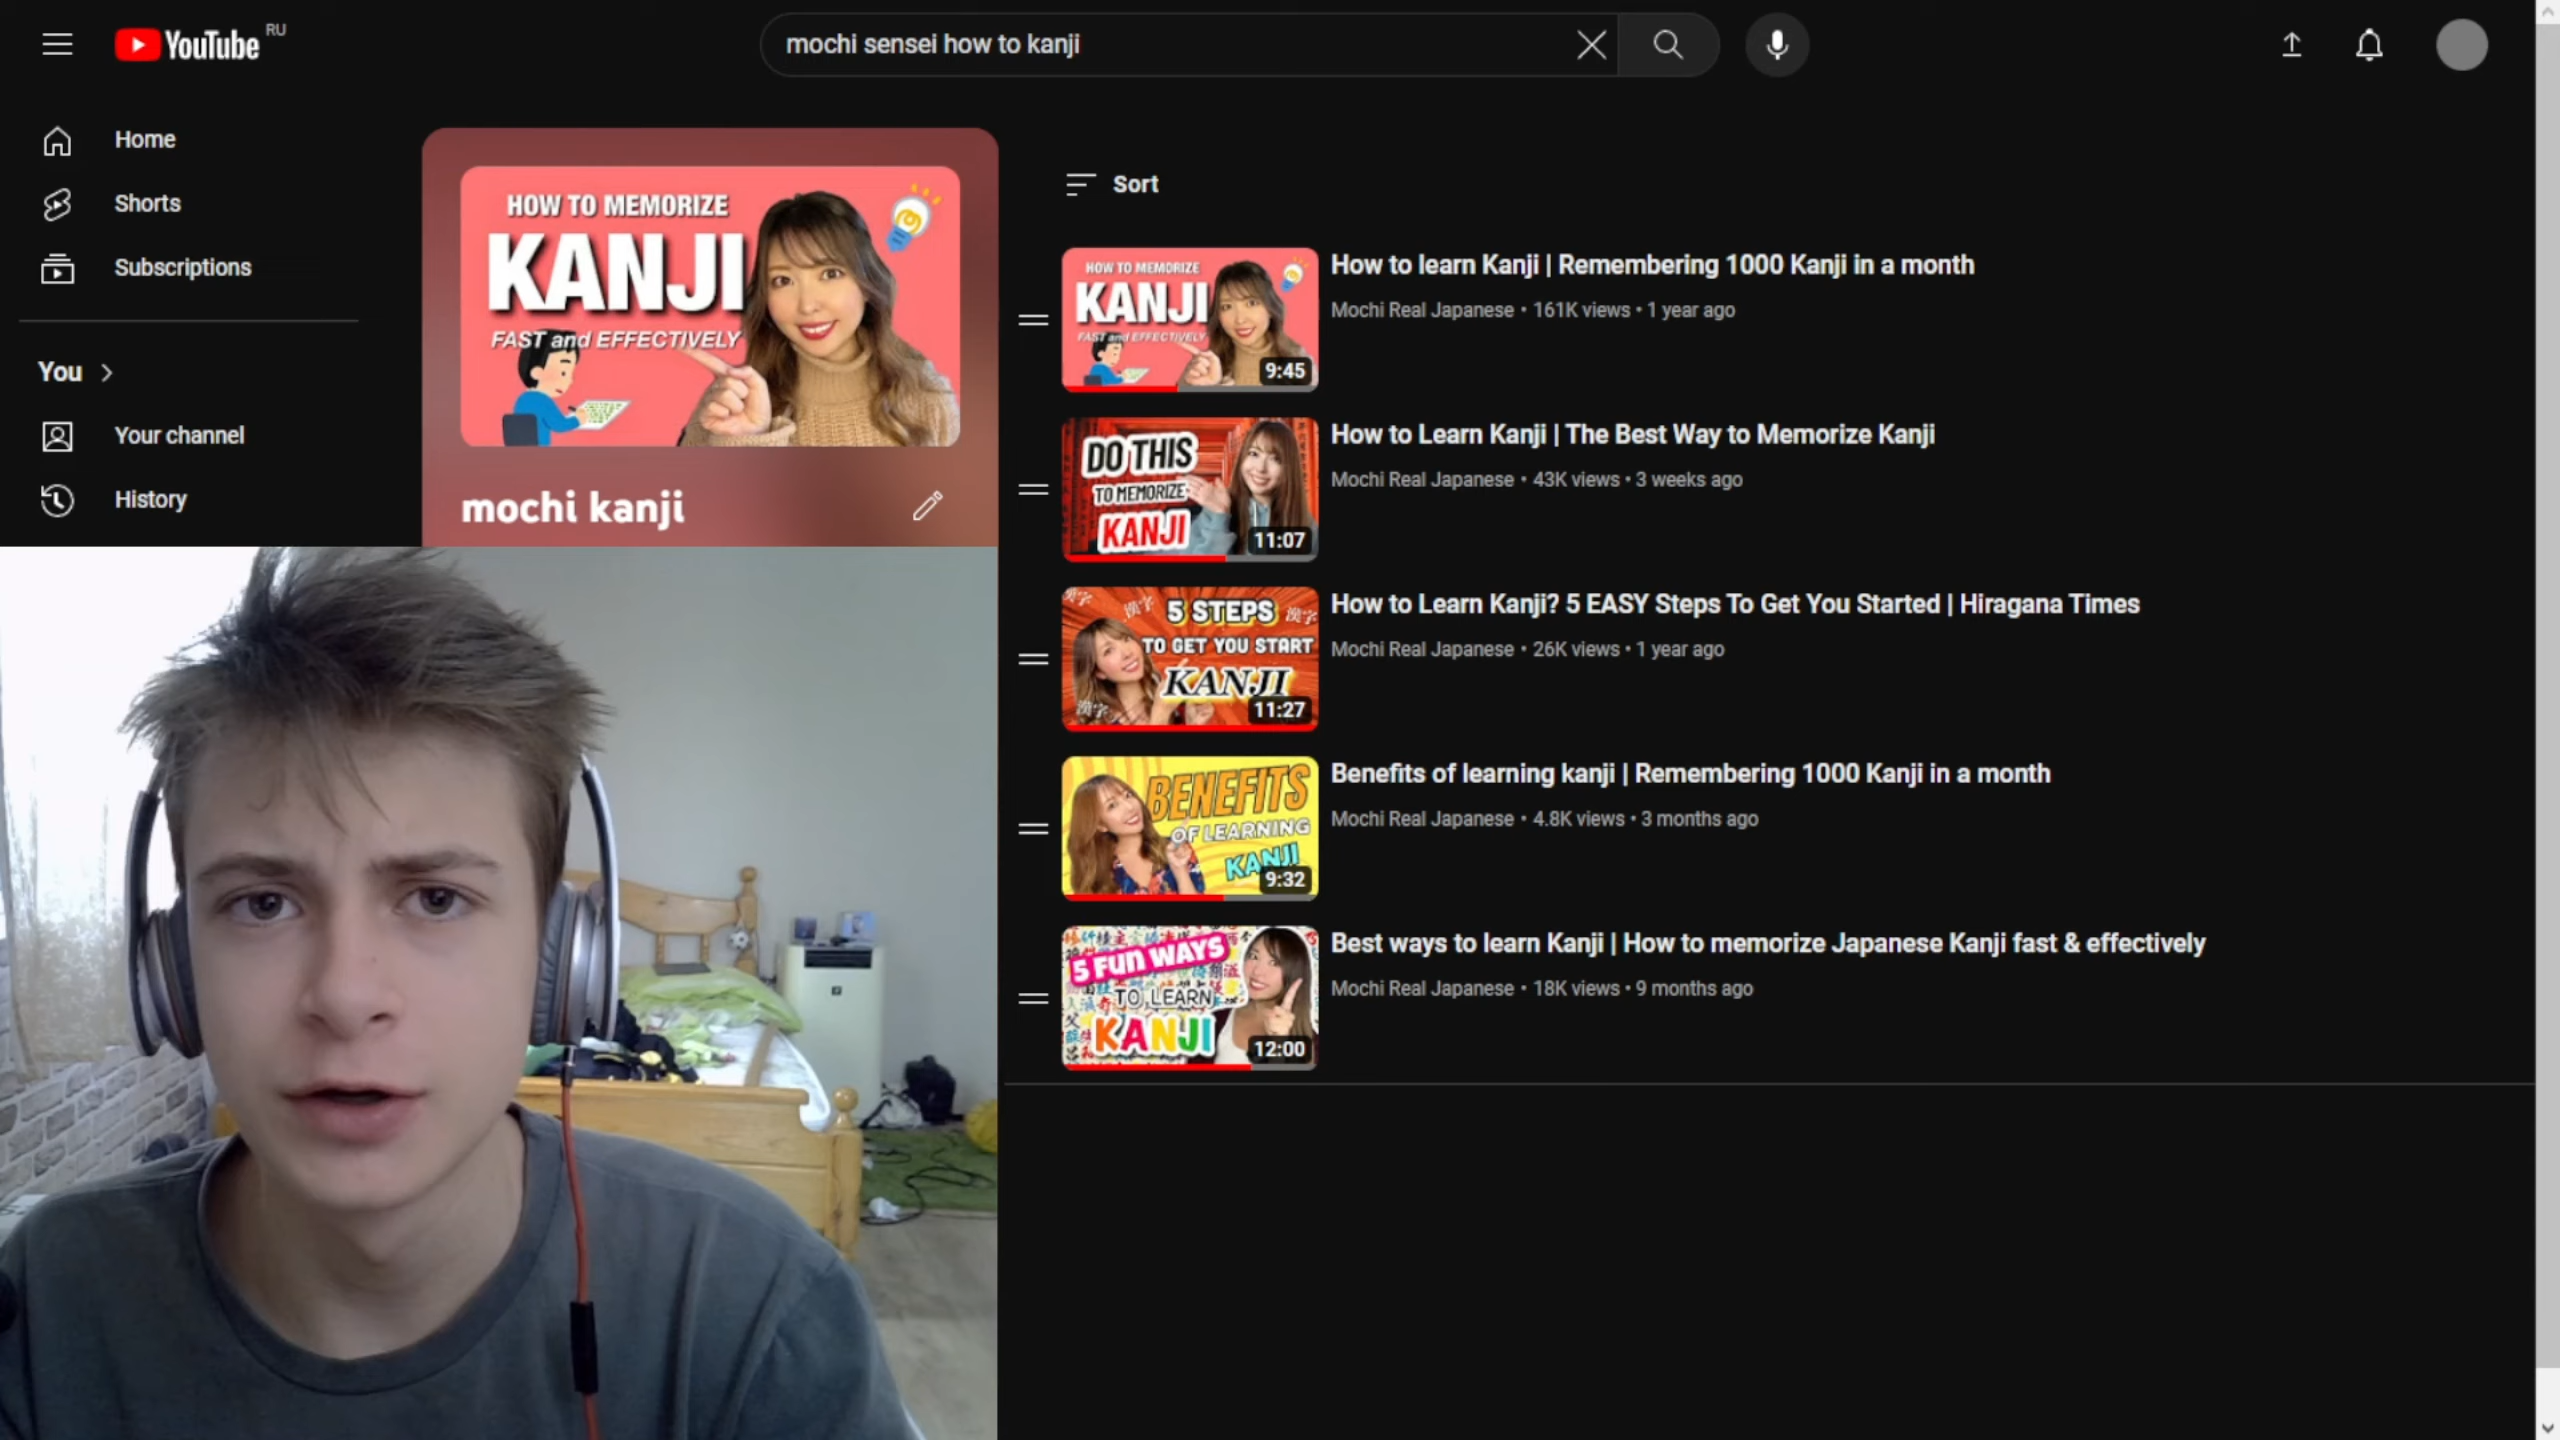 YouTube RU
mochi sensei how to kanji
Home
Shorts
Subscriptions
You
Your channel
History
HOW TO MEMORIZE
KANJI
FAST and EFFECTIVELY
mochi kanji
Sort
HOW TO MEMORIZE
KANJI
FAST and EFFECTIVELY
9:45
How to learn Kanji | Remembering 1000 Kanji in a month
Mochi Real Japanese • 161K views • 1 year ago
DO THIS
TO MEMORIZE
KANJI
11:07
How to Learn Kanji | The Best Way to Memorize Kanji
Mochi Real Japanese • 43K views • 3 weeks ago
漢字
5 STEPS
TO GET YOU START
KANJI
11:27
How to Learn Kanji? 5 EASY Steps To Get You Started | Hiragana Times
Mochi Real Japanese • 26K views • 1 year ago
BENEFITS
OF LEARNING
KANJI
9:32
Benefits of learning kanji | Remembering 1000 Kanji in a month
Mochi Real Japanese • 4.8K views • 3 months ago
5 FUN WAYS
TO LEARN
KANJI
12:00
Best ways to learn Kanji | How to memorize Japanese Kanji fast & effectively
Mochi Real Japanese • 18K views • 9 months ago